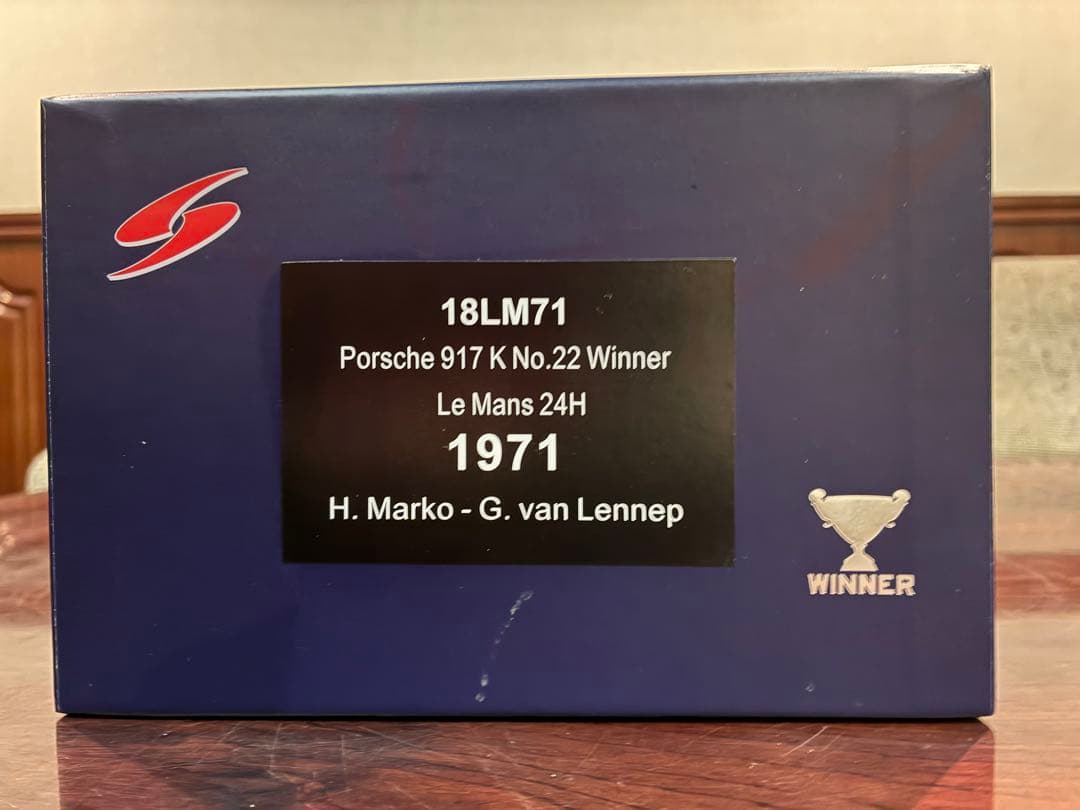 18LM71
Porsche 917 K No.22 Winner
Le Mans 24H
1971
H. Marko - G. van Lennep
WINNER